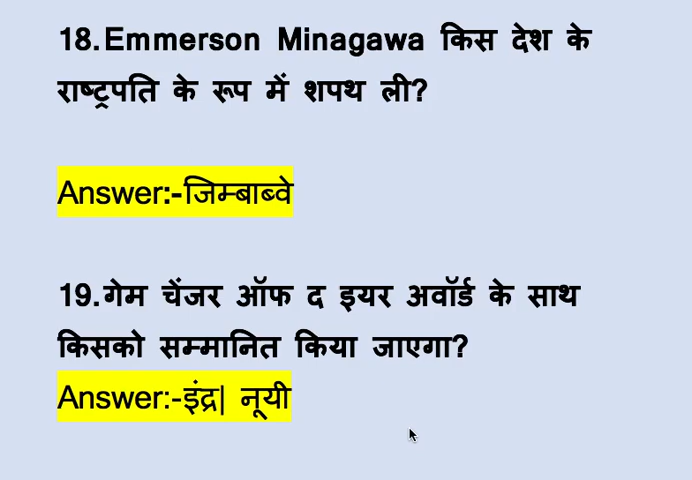 18.Emmerson Minagawa किस देश के
राष्ट्रपति के रूप में शपथ ली?
Answer:-जिम्बाब्वे
19.गेम चेंजर ऑफ द इयर अवॉर्ड के साथ
किसको सम्मानित किया जाएगा?
Answer:-इंद्र| नूयी